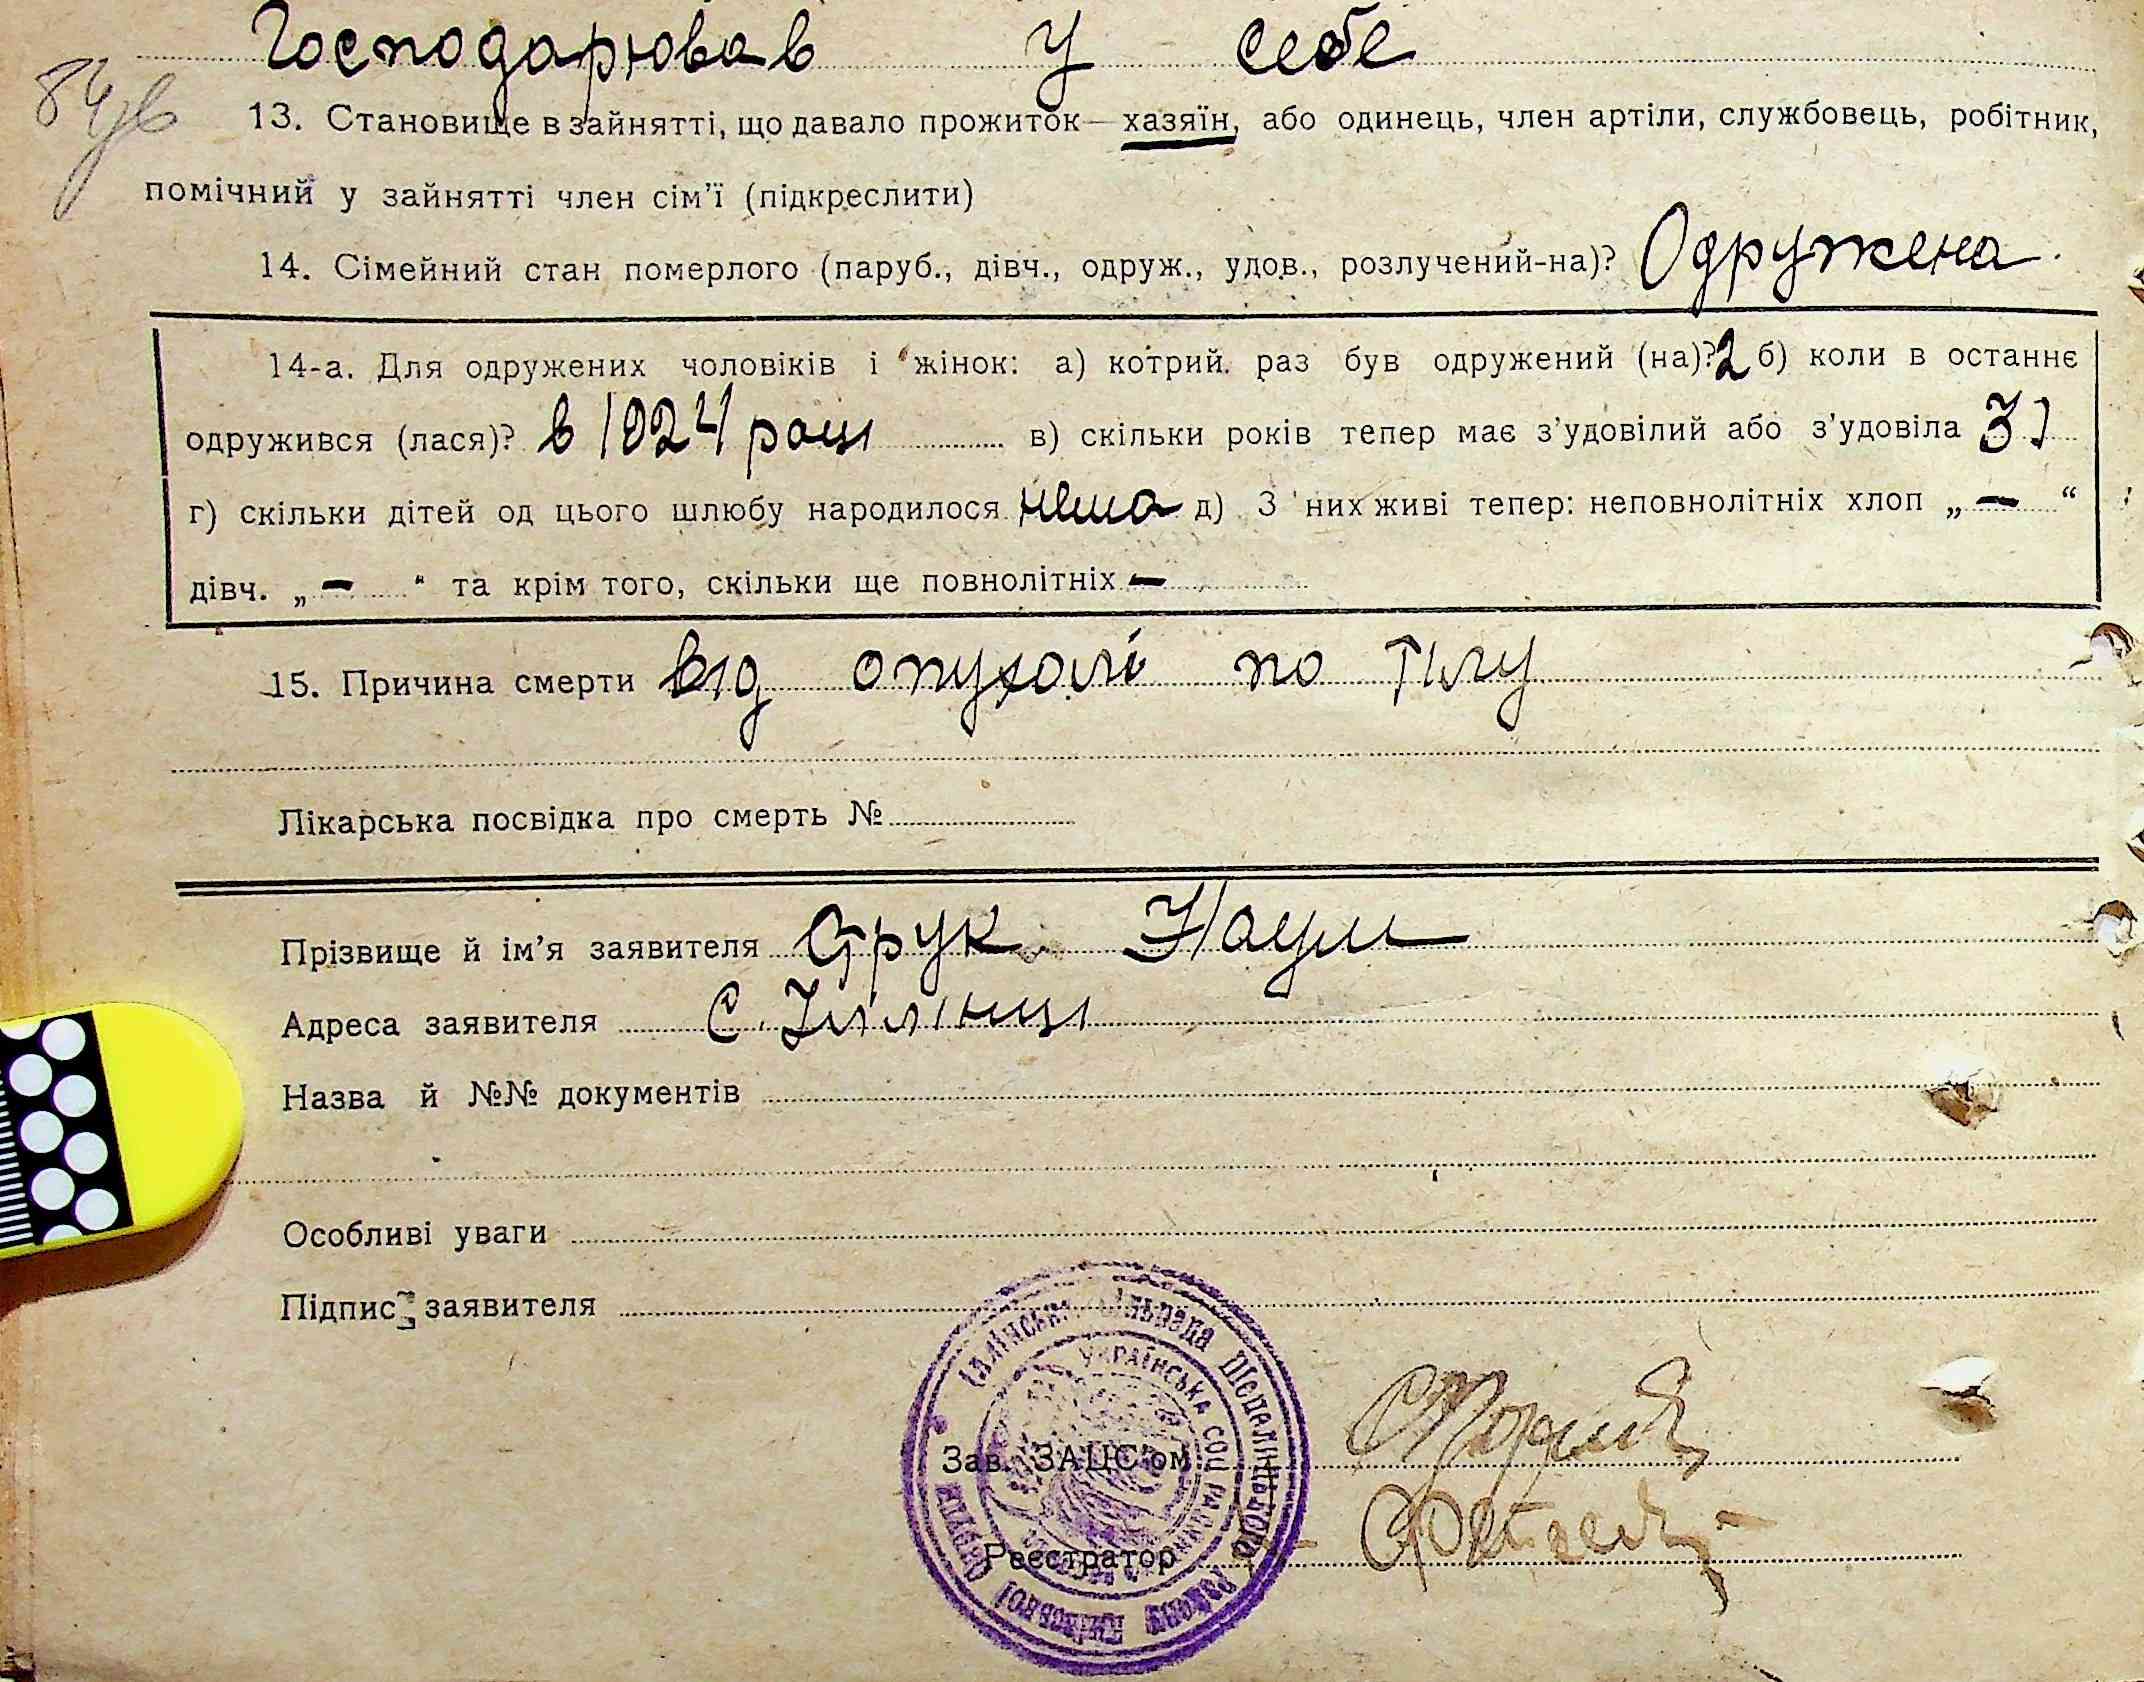 Господарював у себе
84зв
13. Становище в зайнятті, що давало прожиток—хазяїн, або одинець, член артіли, службовець, робітник,
помічний у зайнятті член сім'ї (підкреслити)
14. Сімейний стан померлого (паруб., дівч., одруж., удов., розлучений-на)? Одружена.
14-а. Для одружених чоловіків і жінок: а) котрий раз був одружений (на)? 2 б) коли в останнє
одружився (лася)? в 1924 році в) скільки років тепер має з'удовілий або з'удовіла
г) скільки дітей од цього шлюбу народилося нема д) З них живі тепер: неповнолітніх хлоп „ — “
дівч. „ — “ та крім того, скільки ще повнолітніх —
15. Причина смерти від опухолі по тілу
Лікарська посвідка про смерть №
Прізвище й ім'я заявителя Струк Наум
Адреса заявителя с. Іллінці
Назва й №№ документів
Особливі уваги
Підпис заявителя
Зав. ЗАЦС'ом
Реєстратор